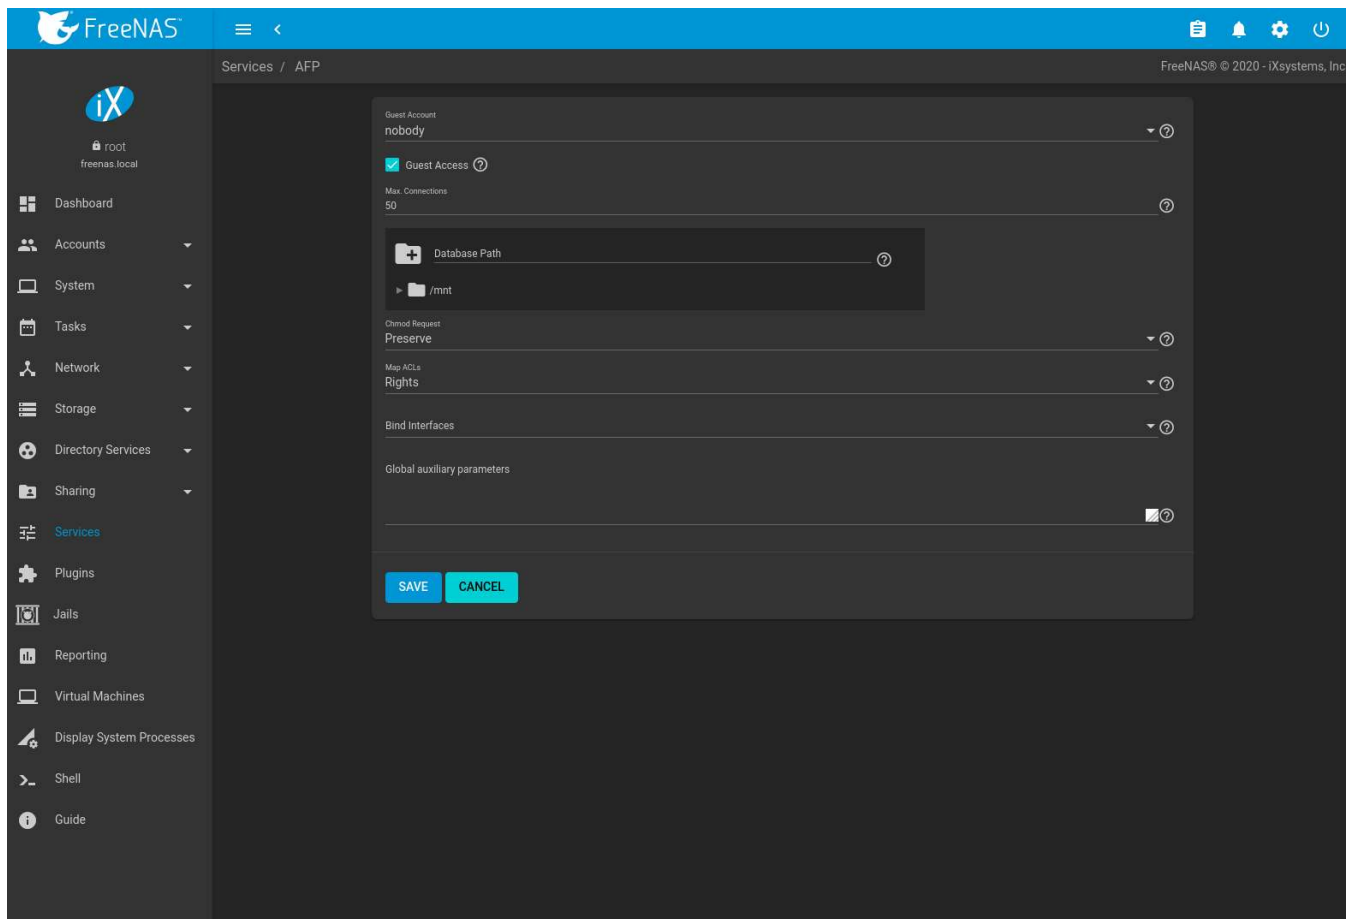 FreeNAS®
Services / AFP
FreeNAS® © 2020 - iXsystems, Inc
iX
root
freenas.local
Dashboard
Accounts
System
Tasks
Network
Storage
Directory Services
Sharing
Services
Plugins
Jails
Reporting
Virtual Machines
Display System Processes
Shell
Guide
Guest Account
nobody
Guest Access
Max. Connections
50
Database Path
/mnt
Chmod Request
Preserve
Map ACLs
Rights
Bind Interfaces
Global auxiliary parameters
SAVE
CANCEL